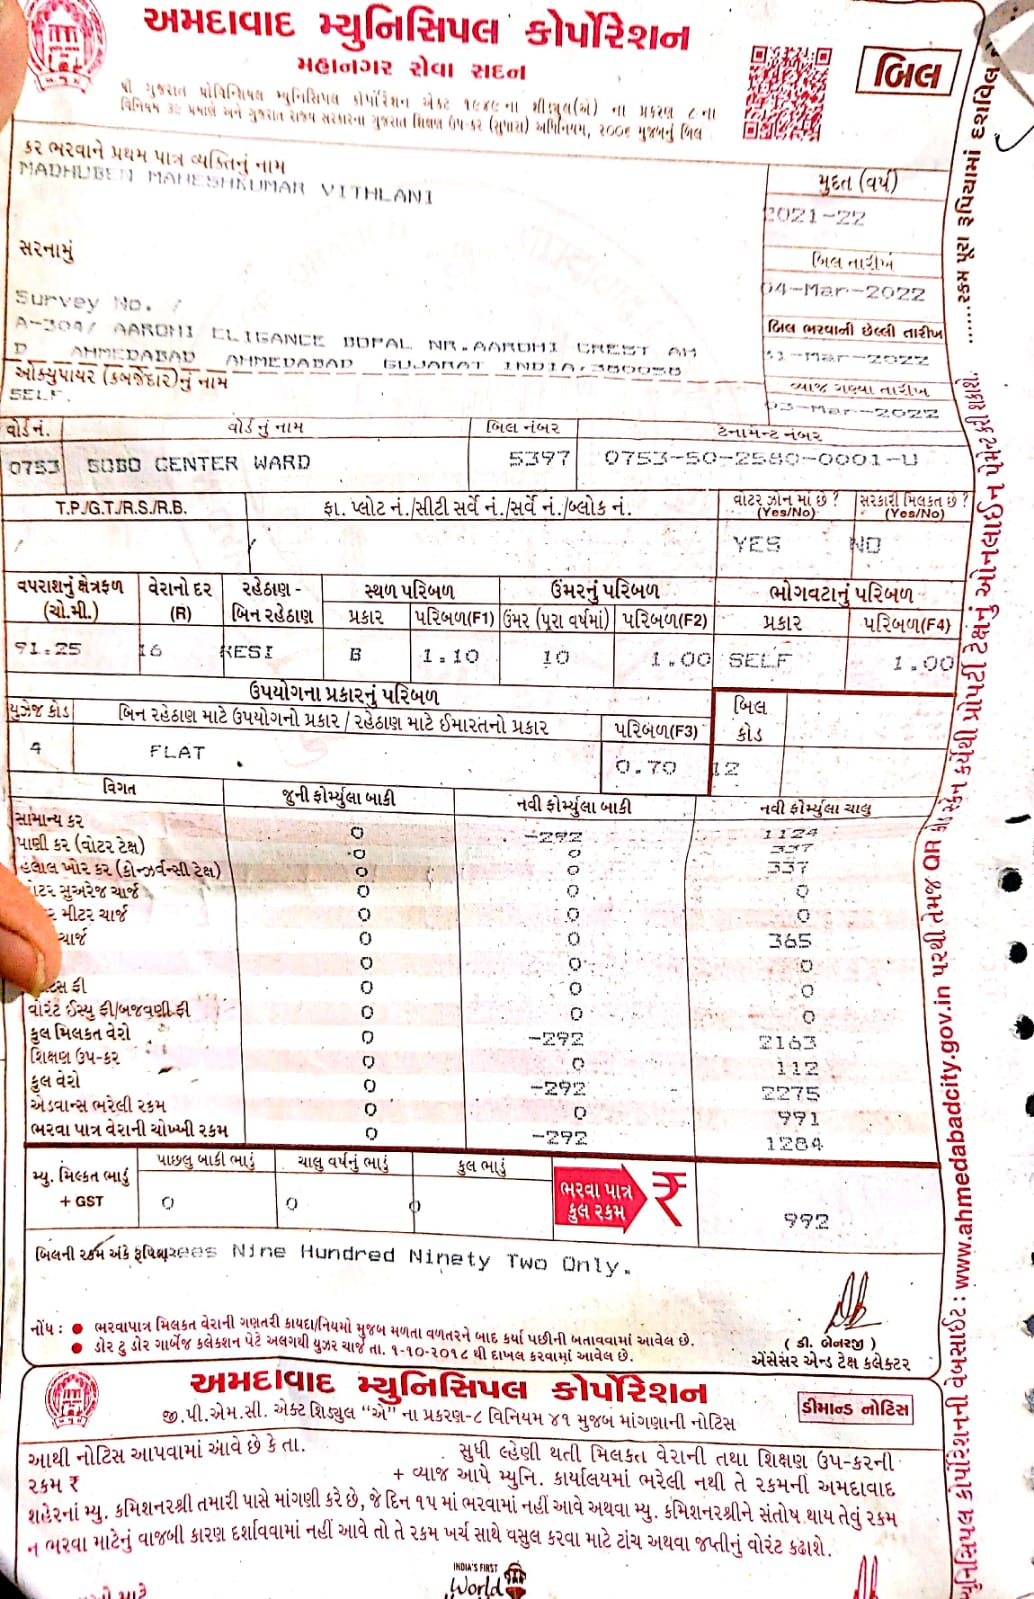 અમદાવાદ મ્યુનિસિપલ કોર્પોરેશન
મહાનગર સેવા સદન
બિલ
ધી ગુજરાત પ્રોવિન્સિયલ મ્યુનિસિપલ કોર્પોરેશન એક્ટ ૧૯૪૯ના શીડ્યુલ(એ) ના પ્રકરણ ૮ ના
વિનિયમ ૩૯ પ્રમાણે અને ગુજરાત રાજ્ય સરકારના ગુજરાત શિક્ષણ ઉપ-કર (સુધારા) અધિનિયમ, ૨૦૦૬ મુજબનું બિલ
કર ભરવાને પ્રથમ પાત્ર વ્યક્તિનું નામ
MADHUBEN MAHESHKUMAR VITHLANI
મુદત (વર્ષ)
2021-22
સરનામું
બિલ તારીખ
04-Mar-2022
Survey No. /
A-304/ AAROHI ELIGANCE BOPAL NR.AAROHI CREST AH
બિલ ભરવાની છેલ્લી તારીખ
31-Mar-2022
D AHMEDABAD AHMEDABAD GUJARAT INDIA,380058
ઓક્યુપાયર (કબજેદાર)નું નામ
SELF.
વ્યાજ ગણ્યા તારીખ
03-Mar-2022
વોર્ડ નં. વોર્ડનું નામ બિલ નંબર ટેનામેન્ટ નંબર
0753 SOBO CENTER WARD 5397 0753-50-2580-0001-U
T.P./G.T./R.S./R.B. ફા. પ્લોટ નં./સીટી સર્વે નં./સર્વે નં./બ્લોક નં. વોટર ઝોન માં છે? (Yes/No) સરકારી મિલકત છે? (Yes/No)
/ / YES NO
વપરાશનું ક્ષેત્રફળ (ચો.મી.) વેરાનો દર (R) રહેઠાણ - બિન રહેઠાણ સ્થળ પરિબળ ઉંમરનું પરિબળ ભોગવટાનું પરિબળ
પ્રકાર પરિબળ(F1) ઉંમર (પૂરા વર્ષમાં) પરિબળ(F2) પ્રકાર પરિબળ(F4)
91.25 16 RESI B 1.10 10 1.00 SELF 1.00
ઉપયોગના પ્રકારનું પરિબળ
યુઝેજ કોડ બિન રહેઠાણ માટે ઉપયોગનો પ્રકાર / રહેઠાણ માટે ઈમારતનો પ્રકાર પરિબળ(F3) બિલ કોડ
4 FLAT 0.70 12
વિગત જુની ફોર્મ્યુલા બાકી નવી ફોર્મ્યુલા બાકી નવી ફોર્મ્યુલા ચાલુ
સામાન્ય કર 0 -292 1124
પાણી કર (વોટર ટેક્ષ) 0 0 337
હલાલ ખોર કર (કોન્ઝર્વન્સી ટેક્ષ) 0 0 337
સુઅરેજ ચાર્જ 0 0 0
મીટર ચાર્જ 0 0 0
ચાર્જ 0 0 365
0 0 0
ફી 0 0 0
વોરંટ ઈસ્યુ ફી/બજવણી ફી 0 0 0
કુલ મિલકત વેરો 0 -292 2163
શિક્ષણ ઉપ-કર 0 0 112
કુલ વેરો 0 -292 2275
એડવાન્સ ભરેલી રકમ 0 0 991
ભરવા પાત્ર વેરાની ચોખ્ખી રકમ 0 -292 1284
મ્યુ. મિલ્કત ભાડું + GST પાછલુ બાકી ભાડું ચાલુ વર્ષનું ભાડું કુલ ભાડું
0 0 0
ભરવા પાત્ર કુલ રકમ ₹ 992
બિલની રકમ અંકે રૂપિયા Nine Hundred Ninety Two Only.
નોંધ : ● ભરવાપાત્ર મિલકત વેરાની ગણતરી કાયદા/નિયમો મુજબ મળતા વળતરને બાદ કર્યા પછીની બતાવવામાં આવેલ છે.
● ડોર ટુ ડોર ગાર્બેજ કલેક્શન પેટે અલગથી યુઝર ચાર્જ તા. ૧-૧૦-૨૦૧૮ થી દાખલ કરવામાં આવેલ છે.
( ડી. બેનરજી )
એસેસર એન્ડ ટેક્ષ કલેક્ટર
અમદાવાદ મ્યુનિસિપલ કોર્પોરેશન
ડીમાન્ડ નોટિસ
જી.પી.એમ.સી. એક્ટ શિડ્યુલ "એ" ના પ્રકરણ-૮ વિનિયમ ૪૧ મુજબ માંગણાની નોટિસ
આથી નોટિસ આપવામાં આવે છે કે તા. સુધી લ્હેણી થતી મિલકત વેરાની તથા શિક્ષણ ઉપ-કરની
રકમ ₹ + વ્યાજ આપે મ્યુનિ. કાર્યાલયમાં ભરેલી નથી તે રકમની અમદાવાદ
શહેરનાં મ્યુ. કમિશનરશ્રી તમારી પાસે માંગણી કરે છે, જે દિન ૧૫ માં ભરવામાં નહીં આવે અથવા મ્યુ. કમિશનરશ્રીને સંતોષ થાય તેવું રકમ
ન ભરવા માટેનું વાજબી કારણ દર્શાવવામાં નહીં આવે તો તે રકમ ખર્ચ સાથે વસુલ કરવા માટે ટાંચ અથવા જપ્તીનું વોરંટ કઢાશે.
INDIA'S FIRST
World
મ્યુનિસિપલ કોર્પોરેશનની વેબસાઈટ : www.ahmedabadcity.gov.in પરથી તેમજ QR કોડ સ્કેન કર્યેથી પ્રોપર્ટી ટેક્ષનું ઓનલાઈન પેમેન્ટ કરી શકાશે.
......રકમ પૂરા રૂપિયામાં દર્શાવેલ